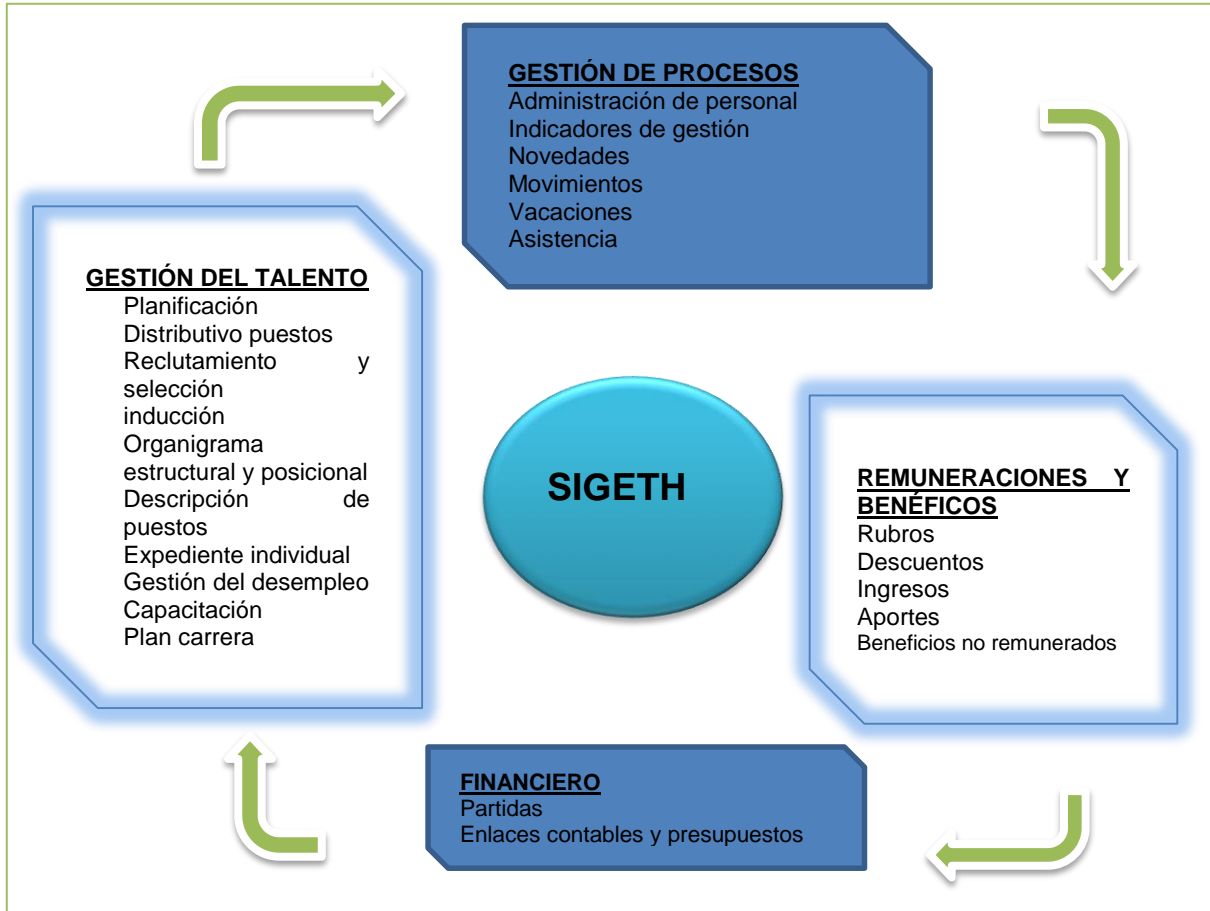 GESTIÓN DE PROCESOS
Administración de personal
Indicadores de gestión
Novedades
Movimientos
Vacaciones
Asistencia
GESTIÓN DEL TALENTO
Planificación
Distributivo puestos
Reclutamiento y
selección
inducción
Organigrama
estructural y posicional
Descripción de
puestos
Expediente individual
Gestión del desempleo
Capacitación
Plan carrera
SIGETH
REMUNERACIONES Y
BENÉFICOS
Rubros
Descuentos
Ingresos
Aportes
Beneficios no remunerados
FINANCIERO
Partidas
Enlaces contables y presupuestos